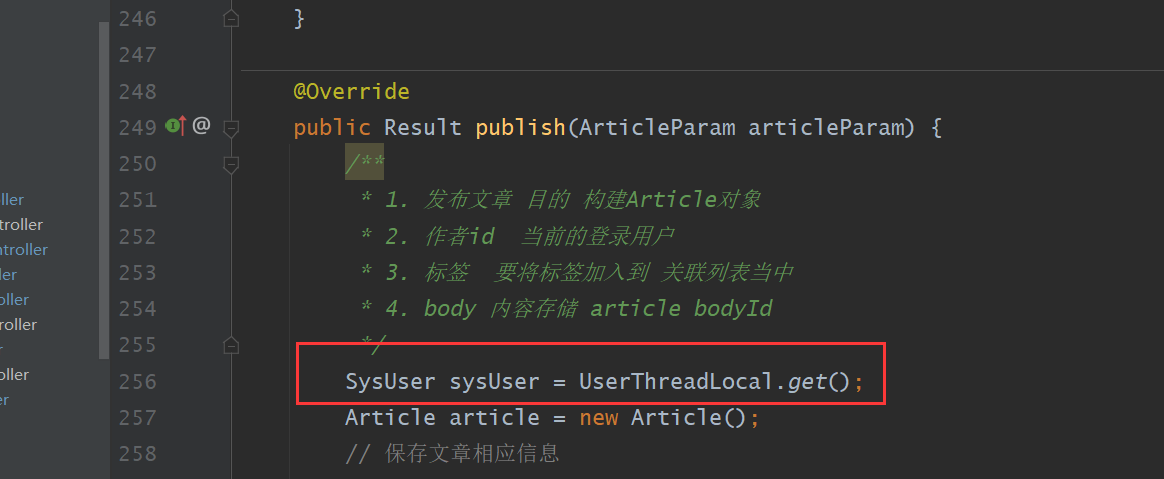 246 }
247
248 @Override
249 @ public Result publish(ArticleParam articleParam) {
250 /**
251 * 1. 发布文章 目的 构建Article对象
ller
252 * 2. 作者id  当前的登录用户
troller
ntroller
253 * 3. 标签  要将标签加入到 关联列表当中
ler
oller
254 * 4. body 内容存储 article bodyId
roller
255 */
r
oller
256 SysUser sysUser = UserThreadLocal.get();
er
257 Article article = new Article();
258 // 保存文章相应信息